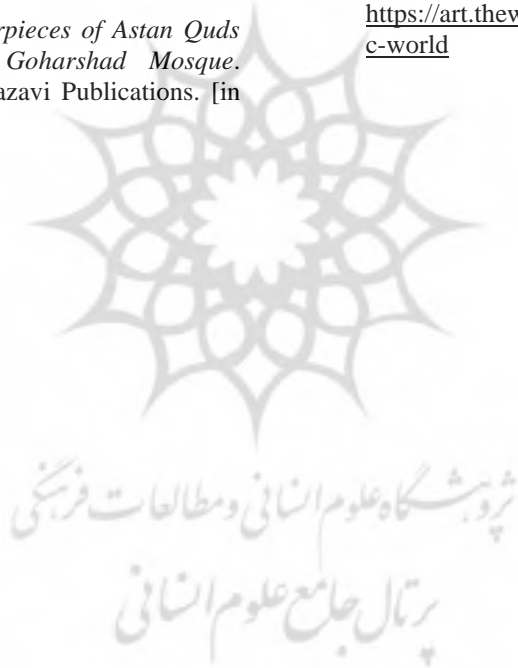 rpieces of Astan Quds
Goharshad Mosque.
azavi Publications. [in
https://art.thew
c-world
پژوهشگاه علوم انسانی و مطالعات فرهنگی
پرتال جامع علوم انسانی